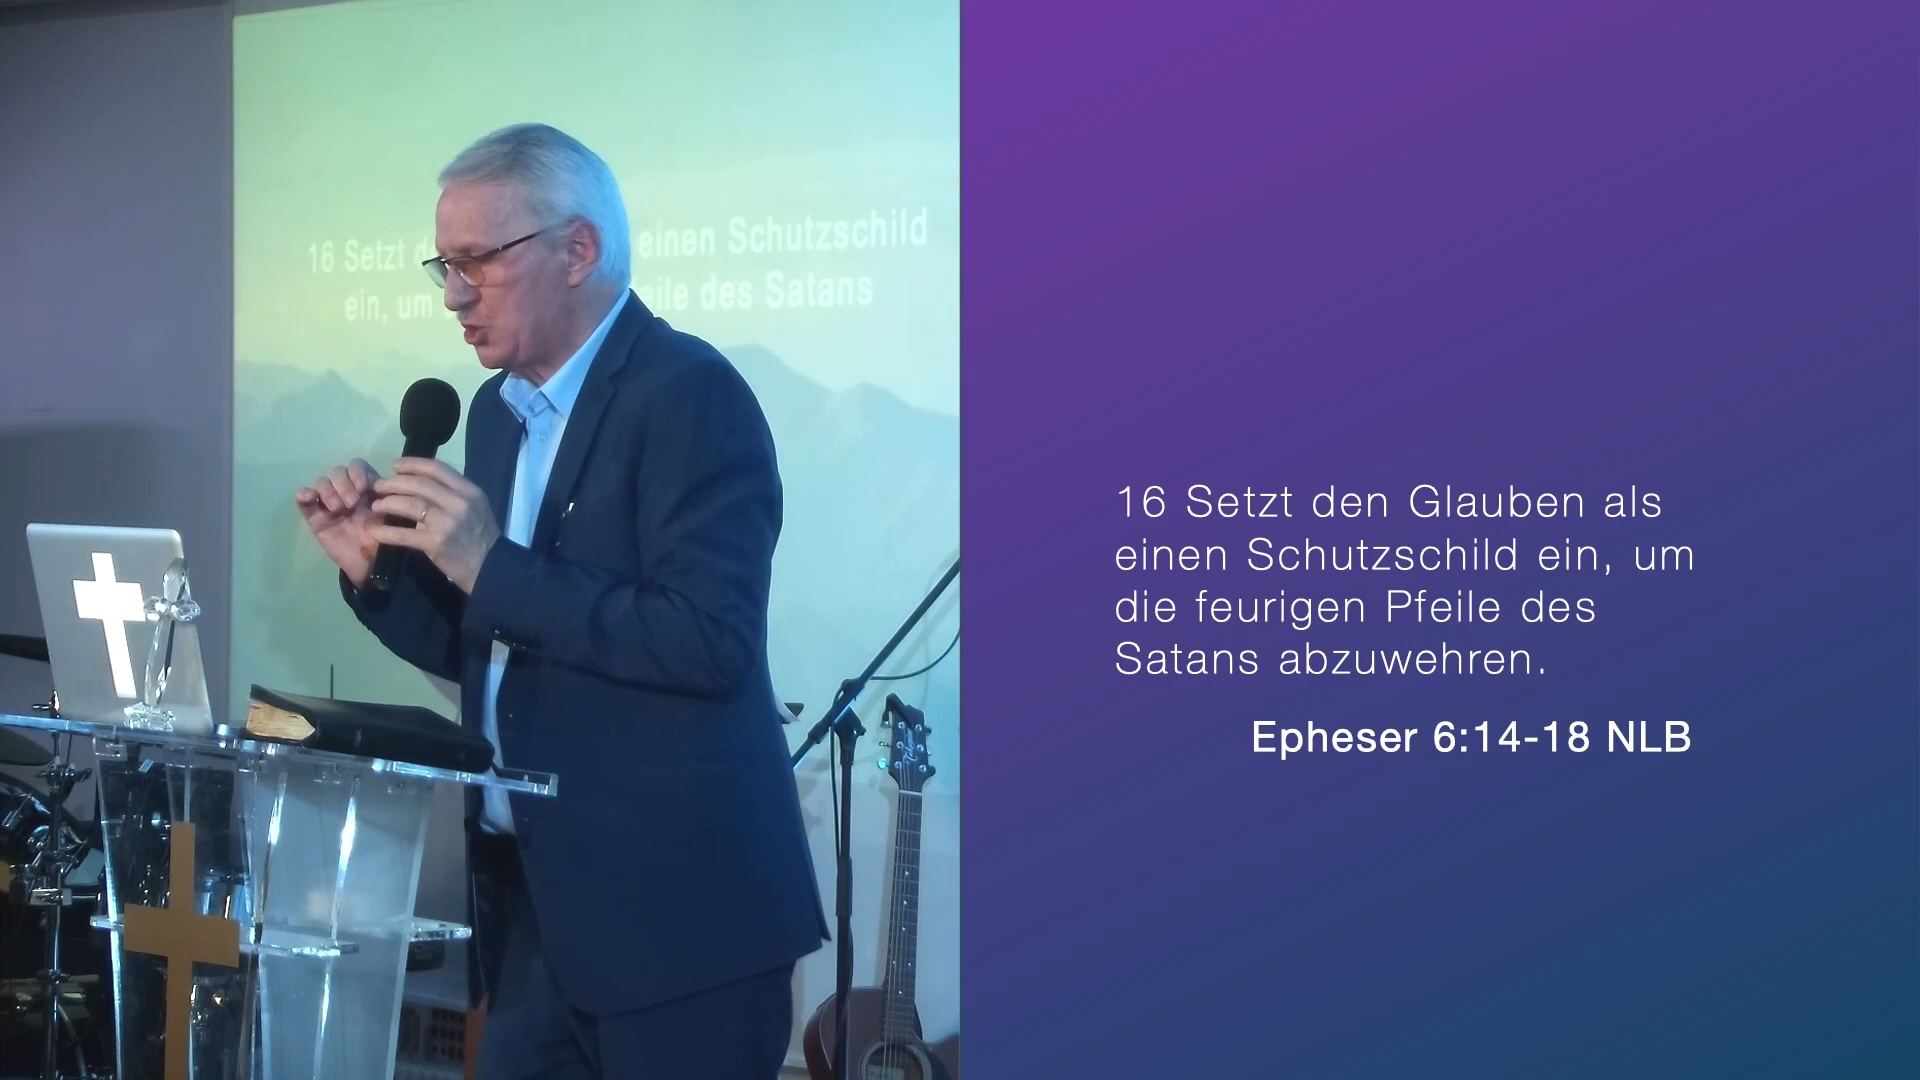 16 Setzt einen Schutzschild
ein, um des Satans
16 Setzt den Glauben als
einen Schutzschild ein, um
die feurigen Pfeile des
Satans abzuwehren.
Epheser 6:14-18 NLB